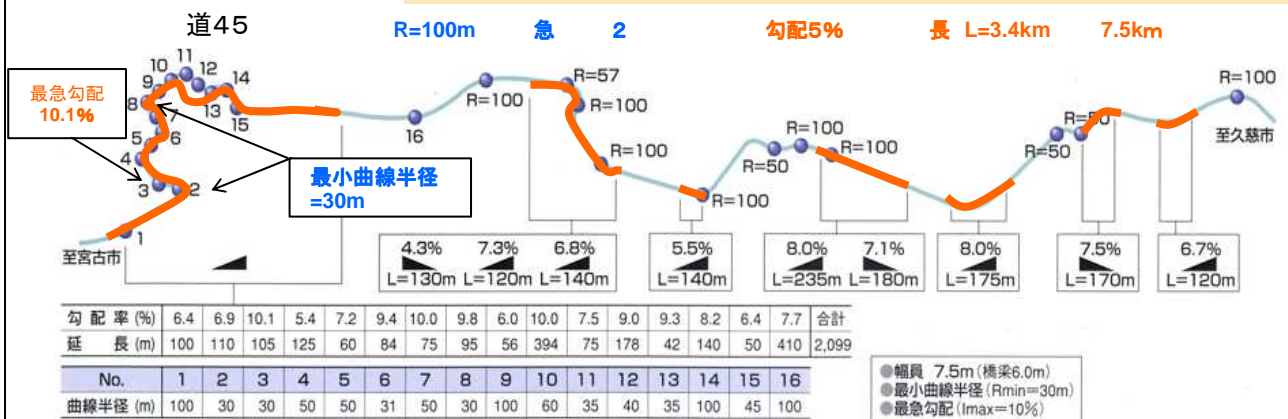 道45
R=100m 急 2 勾配5% 長 L=3.4km 7.5km
最急勾配
10.1%
最小曲線半径
=30m
1
2
3
4
5
6
7
8
9
10
11
12
13
14
15
16
R=100
R=57
R=100
R=100
R=100
R=50
R=100
R=100
R=50
R=50
R=100
至宮古市
至久慈市
4.3% 7.3% 6.8%
L=130m L=120m L=140m
5.5%
L=140m
8.0% 7.1%
L=235m L=180m
8.0%
L=175m
7.5%
L=170m
6.7%
L=120m
勾配率(%) 6.4 6.9 10.1 5.4 7.2 9.4 10.0 9.8 6.0 10.0 7.5 9.0 9.3 8.2 6.4 7.7 合計
延長(m) 100 110 105 125 60 84 75 95 56 394 75 178 42 140 50 410 2,099
No. 1 2 3 4 5 6 7 8 9 10 11 12 13 14 15 16
曲線半径(m) 100 30 30 50 50 31 50 30 100 60 35 40 35 100 45 100
●幅員 7.5m(橋梁6.0m)
●最小曲線半径(Rmin=30m)
●最急勾配(Imax=10%)